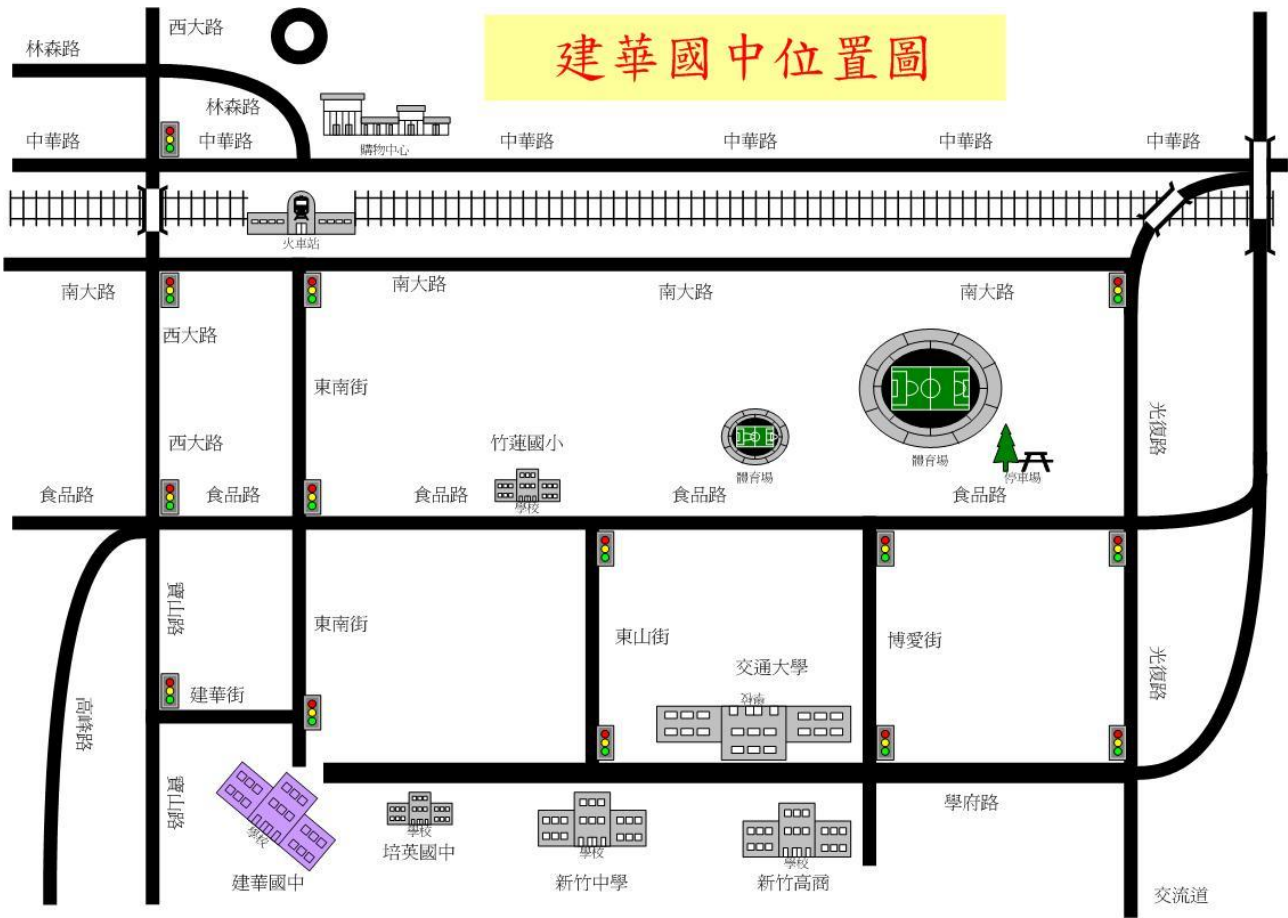 建華國中位置圖
西大路
林森路
林森路
購物中心
中華路
中華路
中華路
中華路
中華路
中華路
火車站
南大路
南大路
南大路
南大路
西大路
東南街
光復路
西大路
竹蓮國小
體育場
體育場
停車場
食品路
食品路
食品路
食品路
學校
寶山路
東南街
東山街
博愛街
交通大學
學校
光復路
建華街
高峰路
寶山路
學府路
學校
學校
學校
學校
建華國中
培英國中
新竹中學
新竹高商
交流道